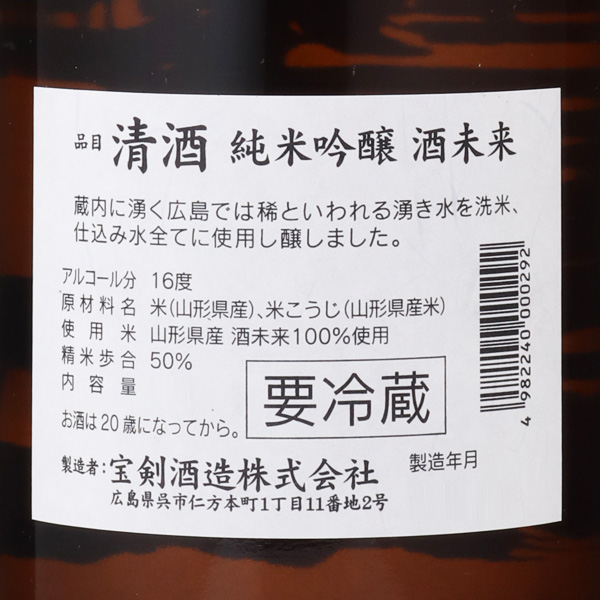 品目 清酒 純米吟醸 酒未来
蔵内に湧く広島では稀といわれる湧き水を洗米、
仕込み水全てに使用し醸しました。
アルコール分 16度
原材料名 米(山形県産)、米こうじ(山形県産米)
使用米 山形県産 酒未来100%使用
精米歩合 50%
内容量
要冷蔵
お酒は20歳になってから。
製造者: 宝剣酒造株式会社
広島県呉市仁方本町1丁目11番地2号
製造年月
4 982240 000292